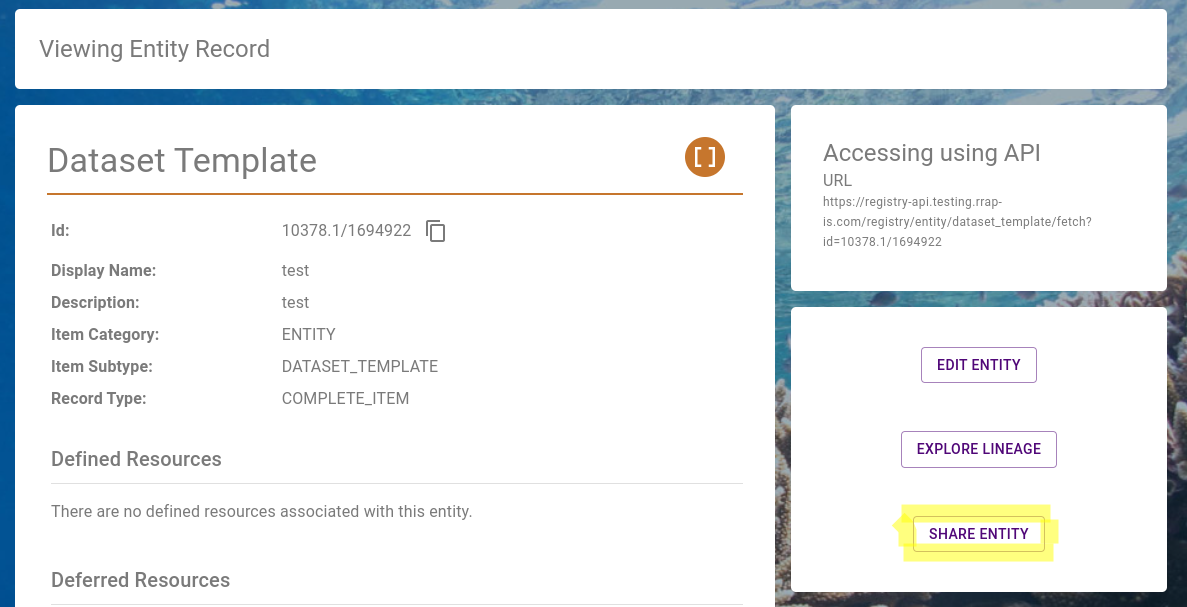 Viewing Entity Record
Dataset Template
[ ]
Id: 10378.1/1694922
Display Name: test
Description: test
Item Category: ENTITY
Item Subtype: DATASET_TEMPLATE
Record Type: COMPLETE_ITEM
Defined Resources
There are no defined resources associated with this entity.
Deferred Resources
Accessing using API
URL
https://registry-api.testing.rrap-
is.com/registry/entity/dataset_template/fetch?
id=10378.1/1694922
EDIT ENTITY
EXPLORE LINEAGE
SHARE ENTITY